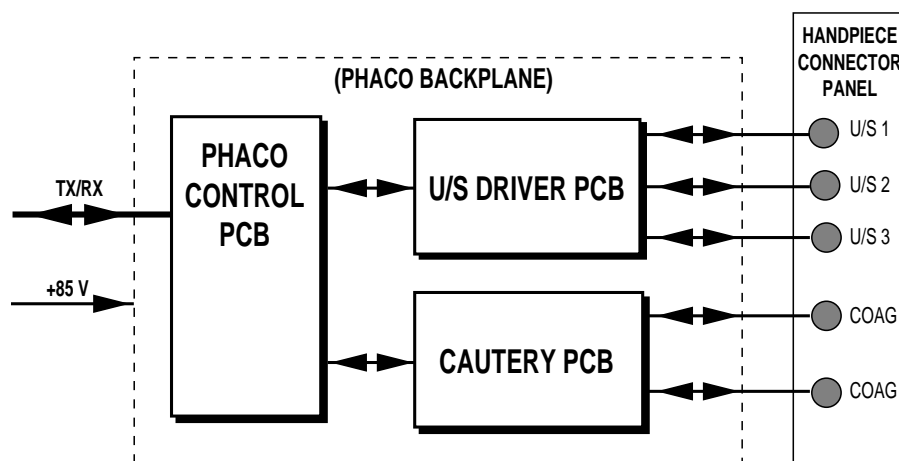 HANDPIECE
CONNECTOR
PANEL
(PHACO BACKPLANE)
PHACO
CONTROL
PCB
TX/RX
+85 V
U/S DRIVER PCB
CAUTERY PCB
U/S 1
U/S 2
U/S 3
COAG
COAG